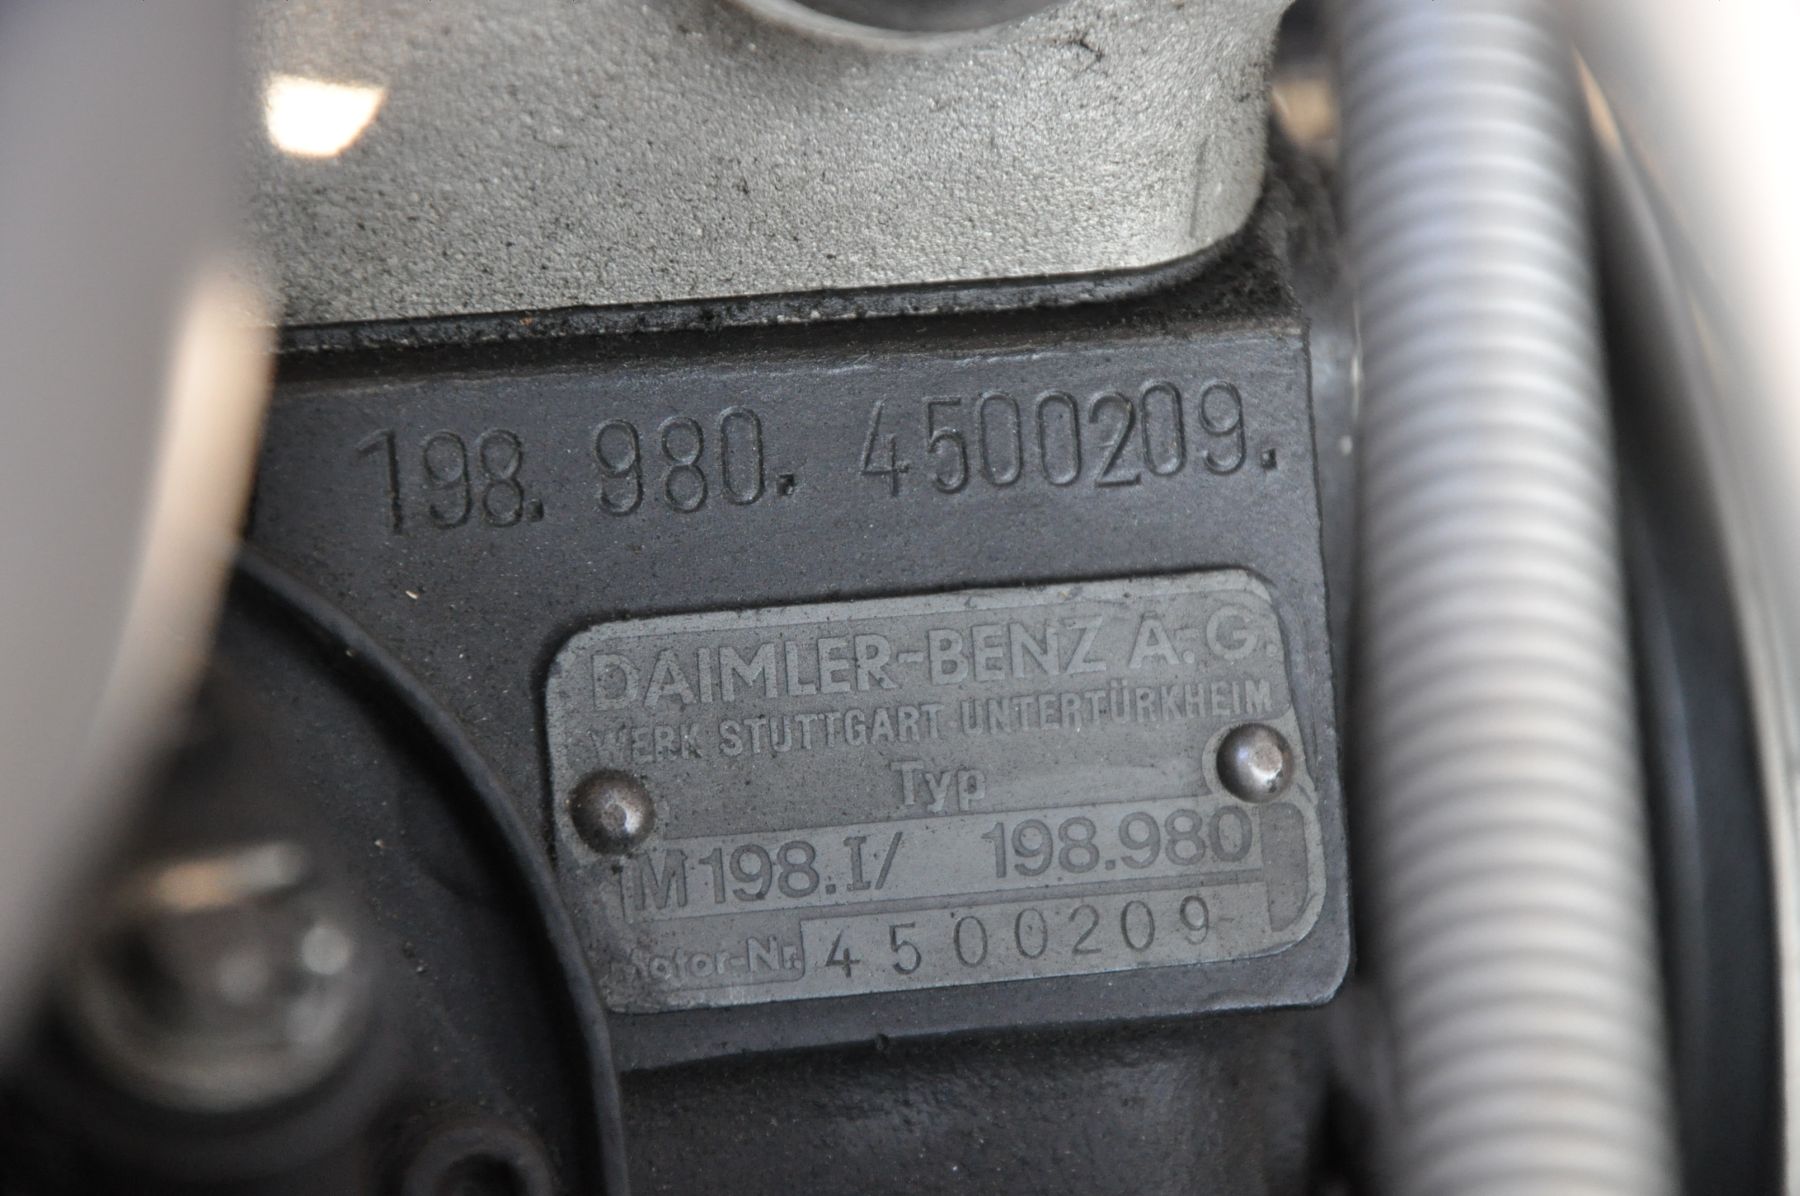 198. 980. 4500209.
DAIMLER-BENZ A.G.
WERK STUTTGART-UNTERTÜRKHEIM
Typ
M198.I/ 198.980
Motor-Nr. 4500209